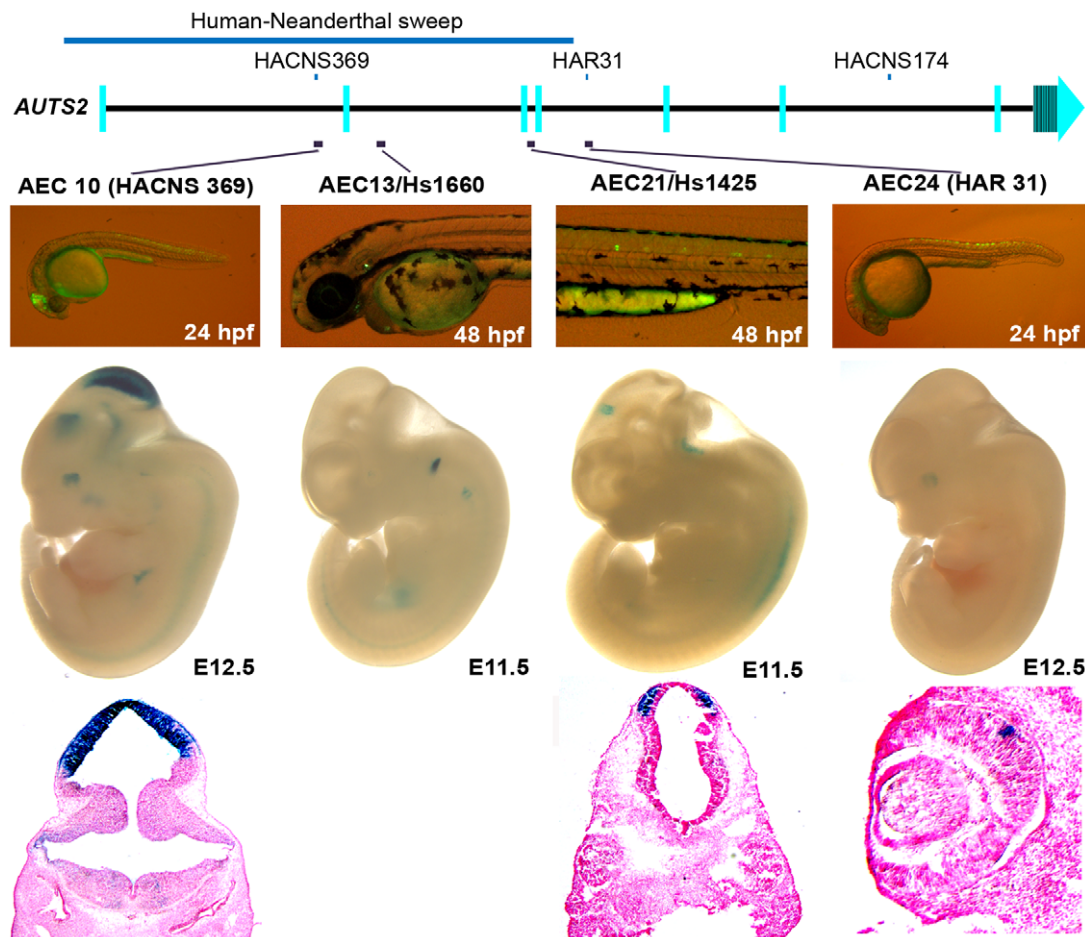 Human-Neanderthal sweep
HACNS369 HAR31 HACNS174
AUTS2
AEC 10 (HACNS 369) AEC13/Hs1660 AEC21/Hs1425 AEC24 (HAR 31)
24 hpf 48 hpf 48 hpf 24 hpf
E12.5 E11.5 E11.5 E12.5